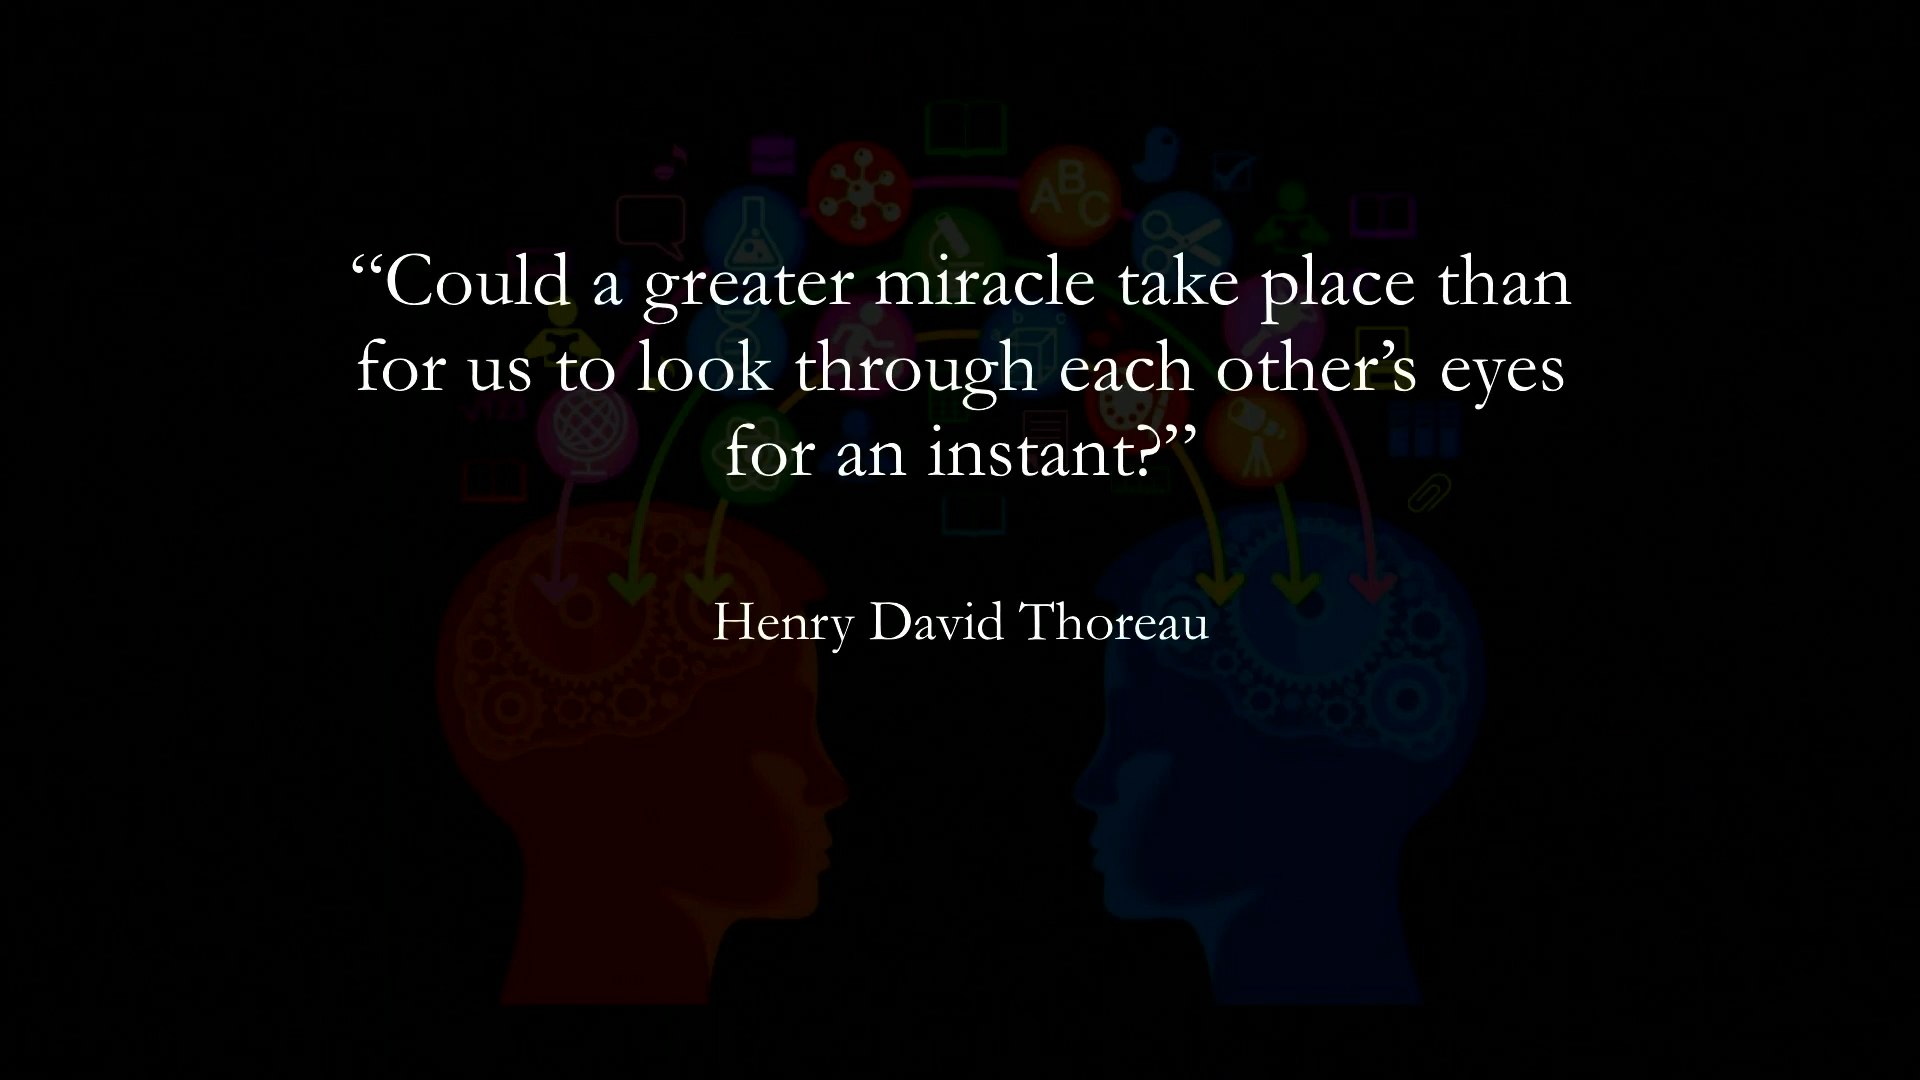 A B C
“Could a greater miracle take place than
a b c
for us to look through each other’s eyes
for an instant?”
Henry David Thoreau